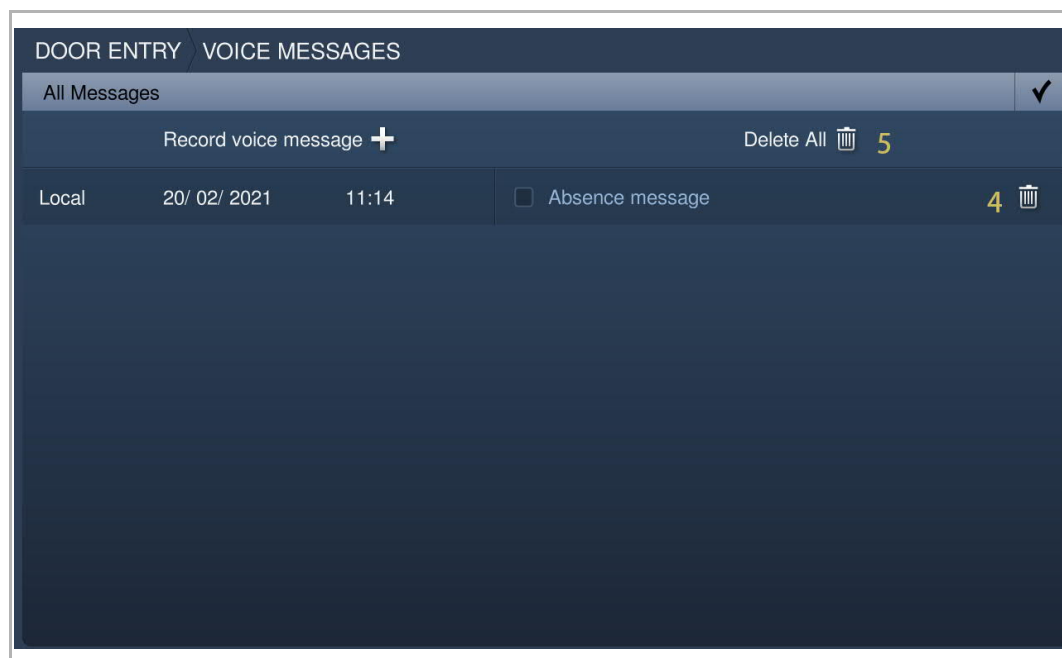 DOOR ENTRY VOICE MESSAGES
All Messages
Record voice message Delete All 5
Local 20/ 02/ 2021 11:14 Absence message 4